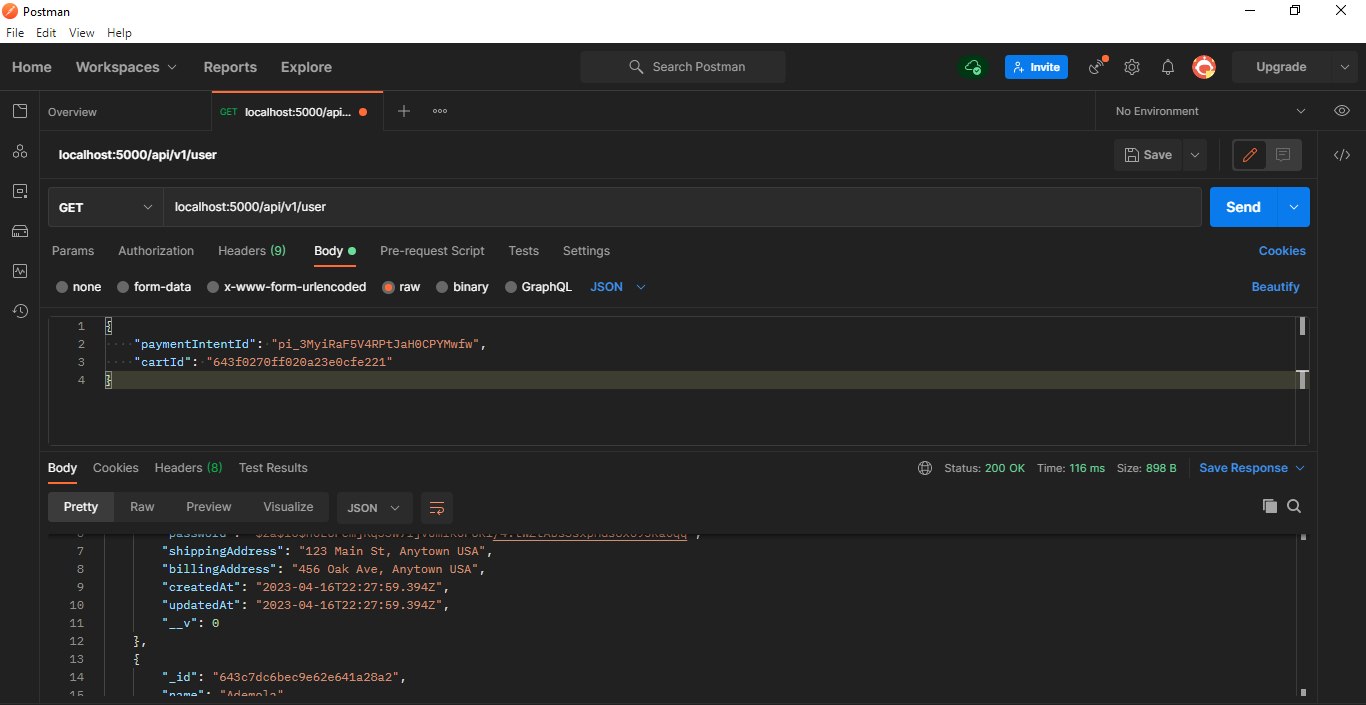 Postman
File Edit View Help
Home Workspaces Reports Explore Search Postman Invite Upgrade
Overview GET localhost:5000/api... No Environment
localhost:5000/api/v1/user Save
GET localhost:5000/api/v1/user Send
Params Authorization Headers (9) Body Pre-request Script Tests Settings Cookies
none form-data x-www-form-urlencoded raw binary GraphQL JSON Beautify
1 {
2 "paymentIntentId": "pi_3MyiRaF5V4RPtJaH0CPYMwfw",
3 "cartId": "643f0270ff020a23e0cfe221"
4 }
Body Cookies Headers (8) Test Results Status: 200 OK Time: 116 ms Size: 898 B Save Response
Pretty Raw Preview Visualize JSON
6 "password":
7 "shippingAddress": "123 Main St, Anytown USA",
8 "billingAddress": "456 Oak Ave, Anytown USA",
9 "createdAt": "2023-04-16T22:27:59.394Z",
10 "updatedAt": "2023-04-16T22:27:59.394Z",
11 "__v": 0
12 },
13 {
14 "_id": "643c7dc6bec9e62e641a28a2",
15 "name": "Ademola"